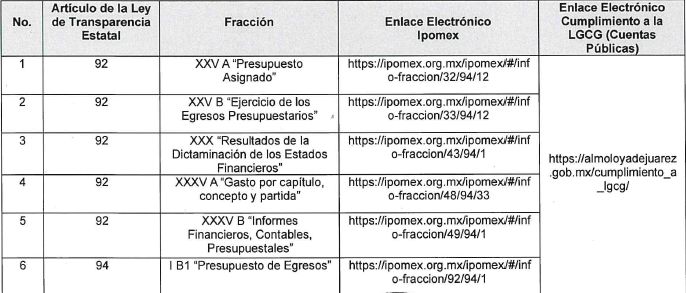 No.
Artículo de la Ley
de Transparencia
Estatal
Fracción
Enlace Electrónico
Ipomex
Enlace Electrónico
Cumplimiento a la
LGCG (Cuentas
Públicas)
1
92
XXV A “Presupuesto
Asignado”
https://ipomex.org.mx/ipomex/#/inf
o-fraccion/32/94/12
2
92
XXV B “Ejercicio de los
Egresos Presupuestarios”
https://ipomex.org.mx/ipomex/#/inf
o-fraccion/33/94/12
3
92
XXX “Resultados de la
Dictaminación de los Estados
Financieros”
https://ipomex.org.mx/ipomex/#/inf
o-fraccion/43/94/1
4
92
XXXV A “Gasto por capítulo,
concepto y partida”
https://ipomex.org.mx/ipomex/#/inf
o-fraccion/48/94/33
5
92
XXXV B “Informes
Financieros, Contables,
Presupuestales”
https://ipomex.org.mx/ipomex/#/inf
o-fraccion/49/94/1
6
94
I B1 “Presupuesto de Egresos”
https://ipomex.org.mx/ipomex/#/inf
o-fraccion/92/94/1
https://almoloyadejuarez
.gob.mx/cumplimiento_a
_lgcg/